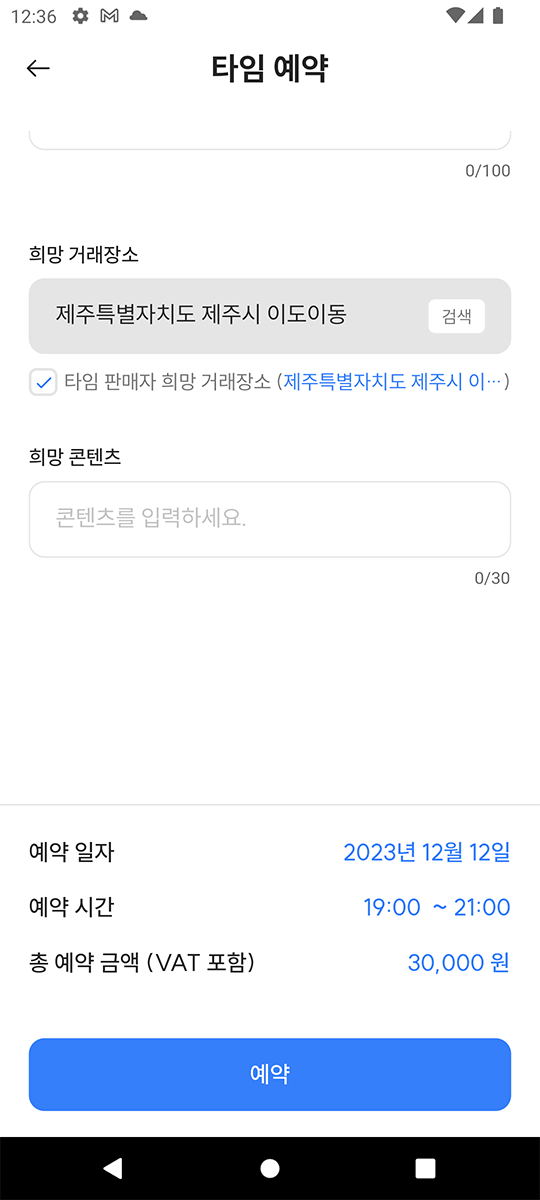 12:36
타임 예약
0/100
희망 거래장소
제주특별자치도 제주시 이도이동
검색
타임 판매자 희망 거래장소 (제주특별자치도 제주시 이…)
희망 콘텐츠
콘텐츠를 입력하세요.
0/30
예약 일자 2023년 12월 12일
예약 시간 19:00 ~ 21:00
총 예약 금액 (VAT 포함) 30,000 원
예약